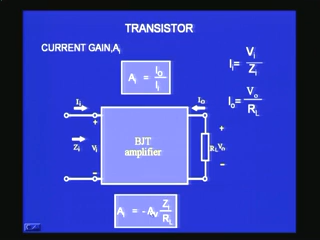 TRANSISTOR
CURRENT GAIN,Ai
Ai = Io / Ii
Ii= Vi / Zi
Io= Vo / RL
Ii
Io
+
+
Zi
Vi
BJT
amplifier
RL
Vo
–
–
Ai = - Av Zi / RL